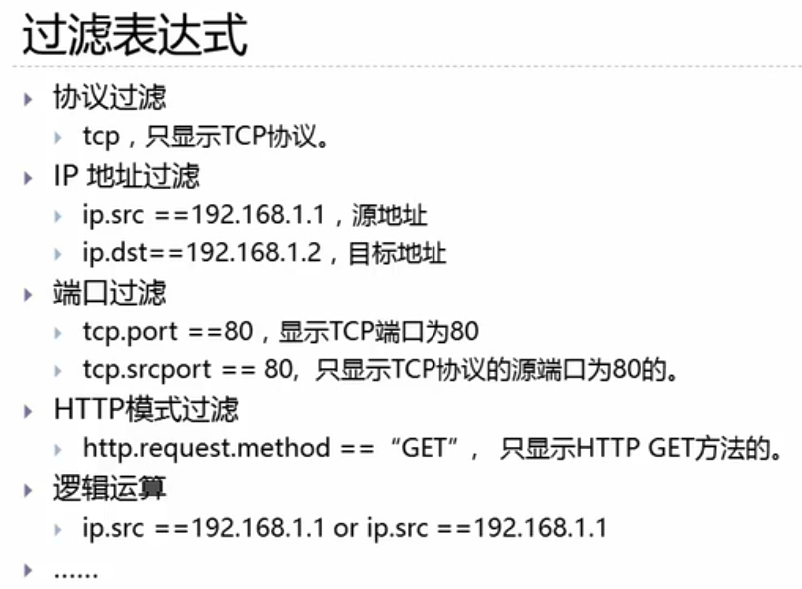 过滤表达式
协议过滤
tcp，只显示TCP协议。
IP 地址过滤
ip.src ==192.168.1.1，源地址
ip.dst==192.168.1.2，目标地址
端口过滤
tcp.port ==80，显示TCP端口为80
tcp.srcport == 80,  只显示TCP协议的源端口为80的。
HTTP模式过滤
http.request.method ==“GET”， 只显示HTTP GET方法的。
逻辑运算
ip.src ==192.168.1.1 or ip.src ==192.168.1.1
......